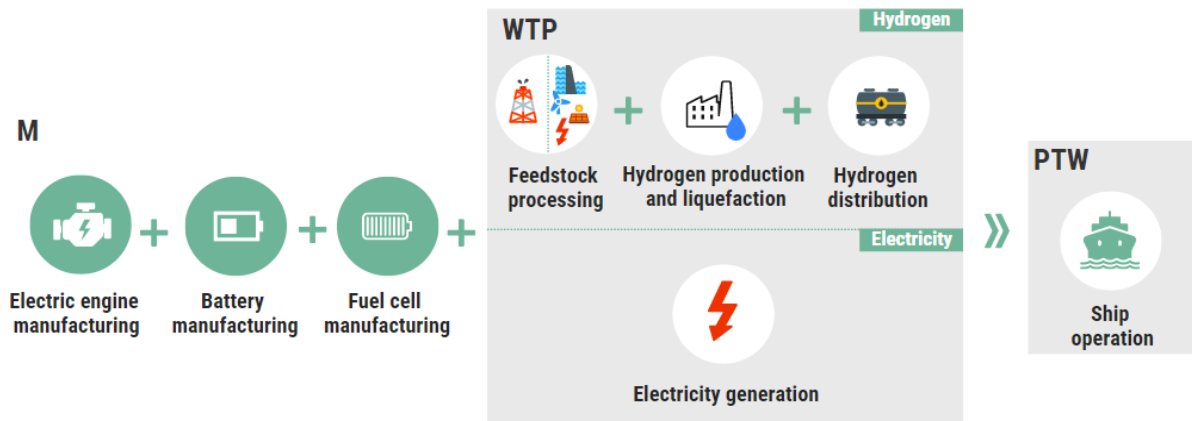 M
Electric engine
manufacturing
Battery
manufacturing
Fuel cell
manufacturing
WTP
Hydrogen
Feedstock
processing
Hydrogen production
and liquefaction
Hydrogen
distribution
Electricity
Electricity generation
PTW
Ship
operation